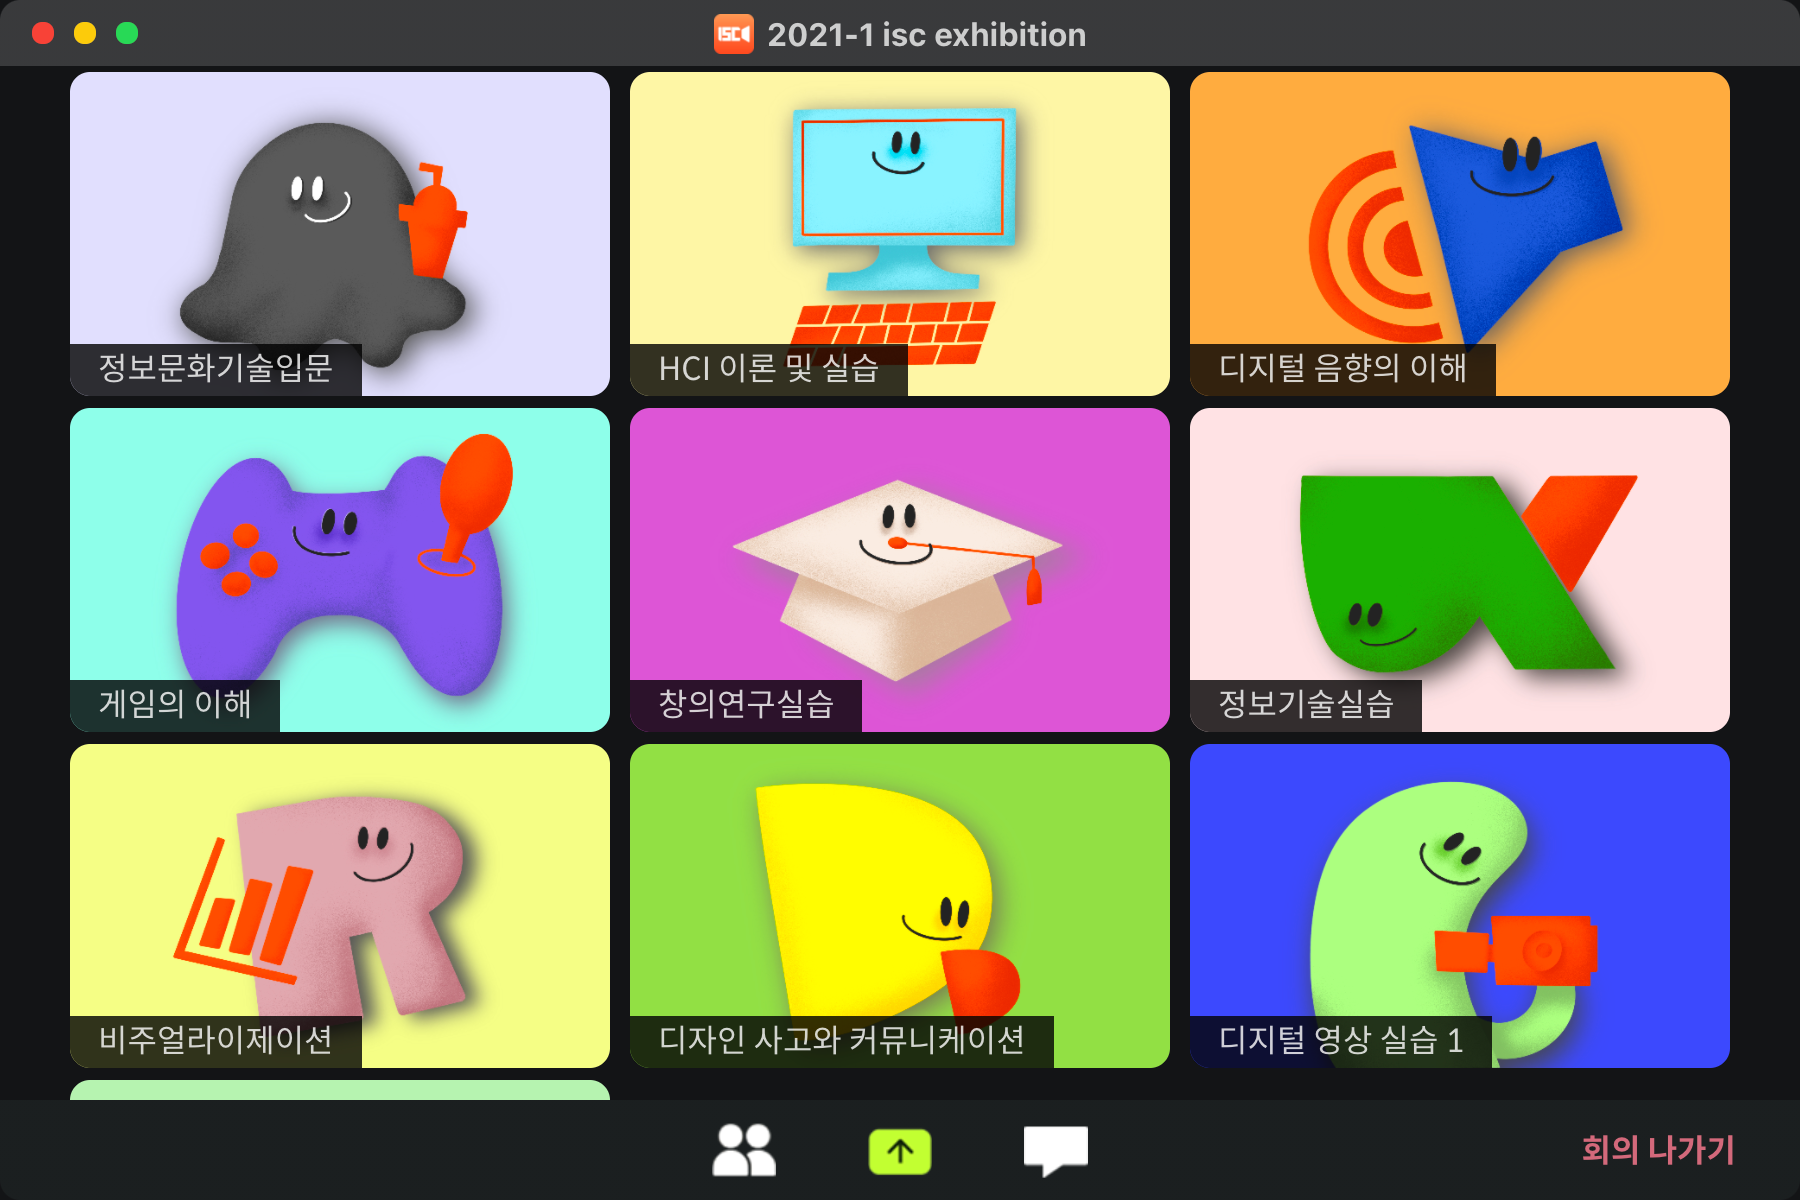 ISC
2021-1 isc exhibition
정보문화기술입문
HCI 이론 및 실습
디지털 음향의 이해
게임의 이해
창의연구실습
정보기술실습
비주얼라이제이션
디자인 사고와 커뮤니케이션
디지털 영상 실습 1
회의 나가기